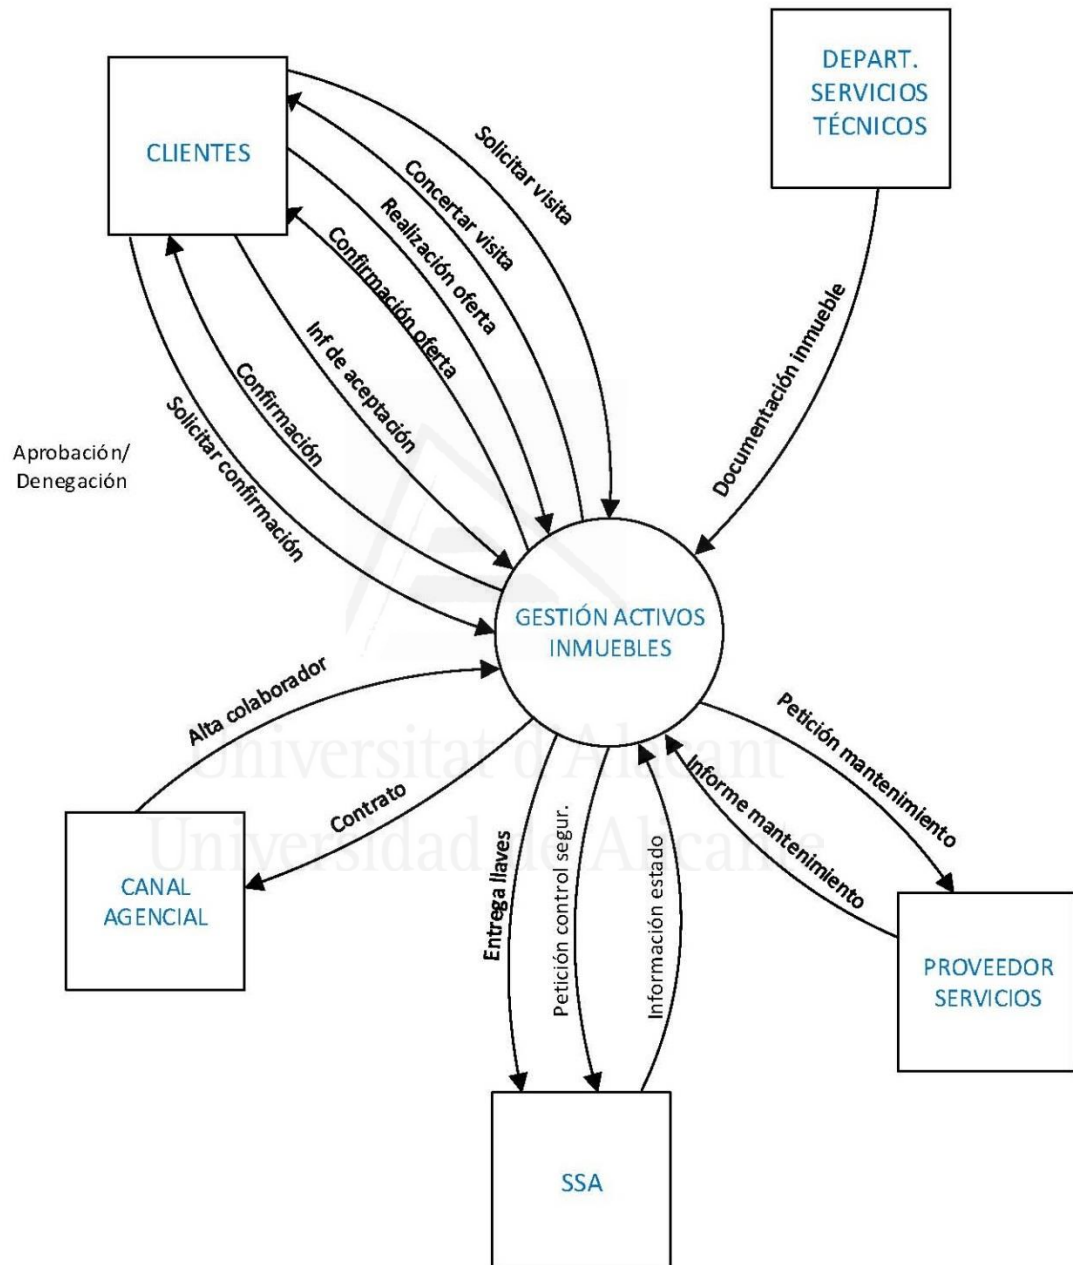 DEPART.
SERVICIOS
TÉCNICOS
CLIENTES
Solicitar visita
Concertar visita
Realización oferta
Confirmación oferta
Inf de aceptación
Confirmación
Solicitar confirmación
Documentación inmueble
Aprobación/
Denegación
GESTIÓN ACTIVOS
INMUEBLES
Alta colaborador
Contrato
Petición mantenimiento
Informe mantenimiento
Universitat d'Alacant
Universidad de Alicante
Entrega llaves
Petición control segur.
Información estado
CANAL
AGENCIAL
PROVEEDOR
SERVICIOS
SSA